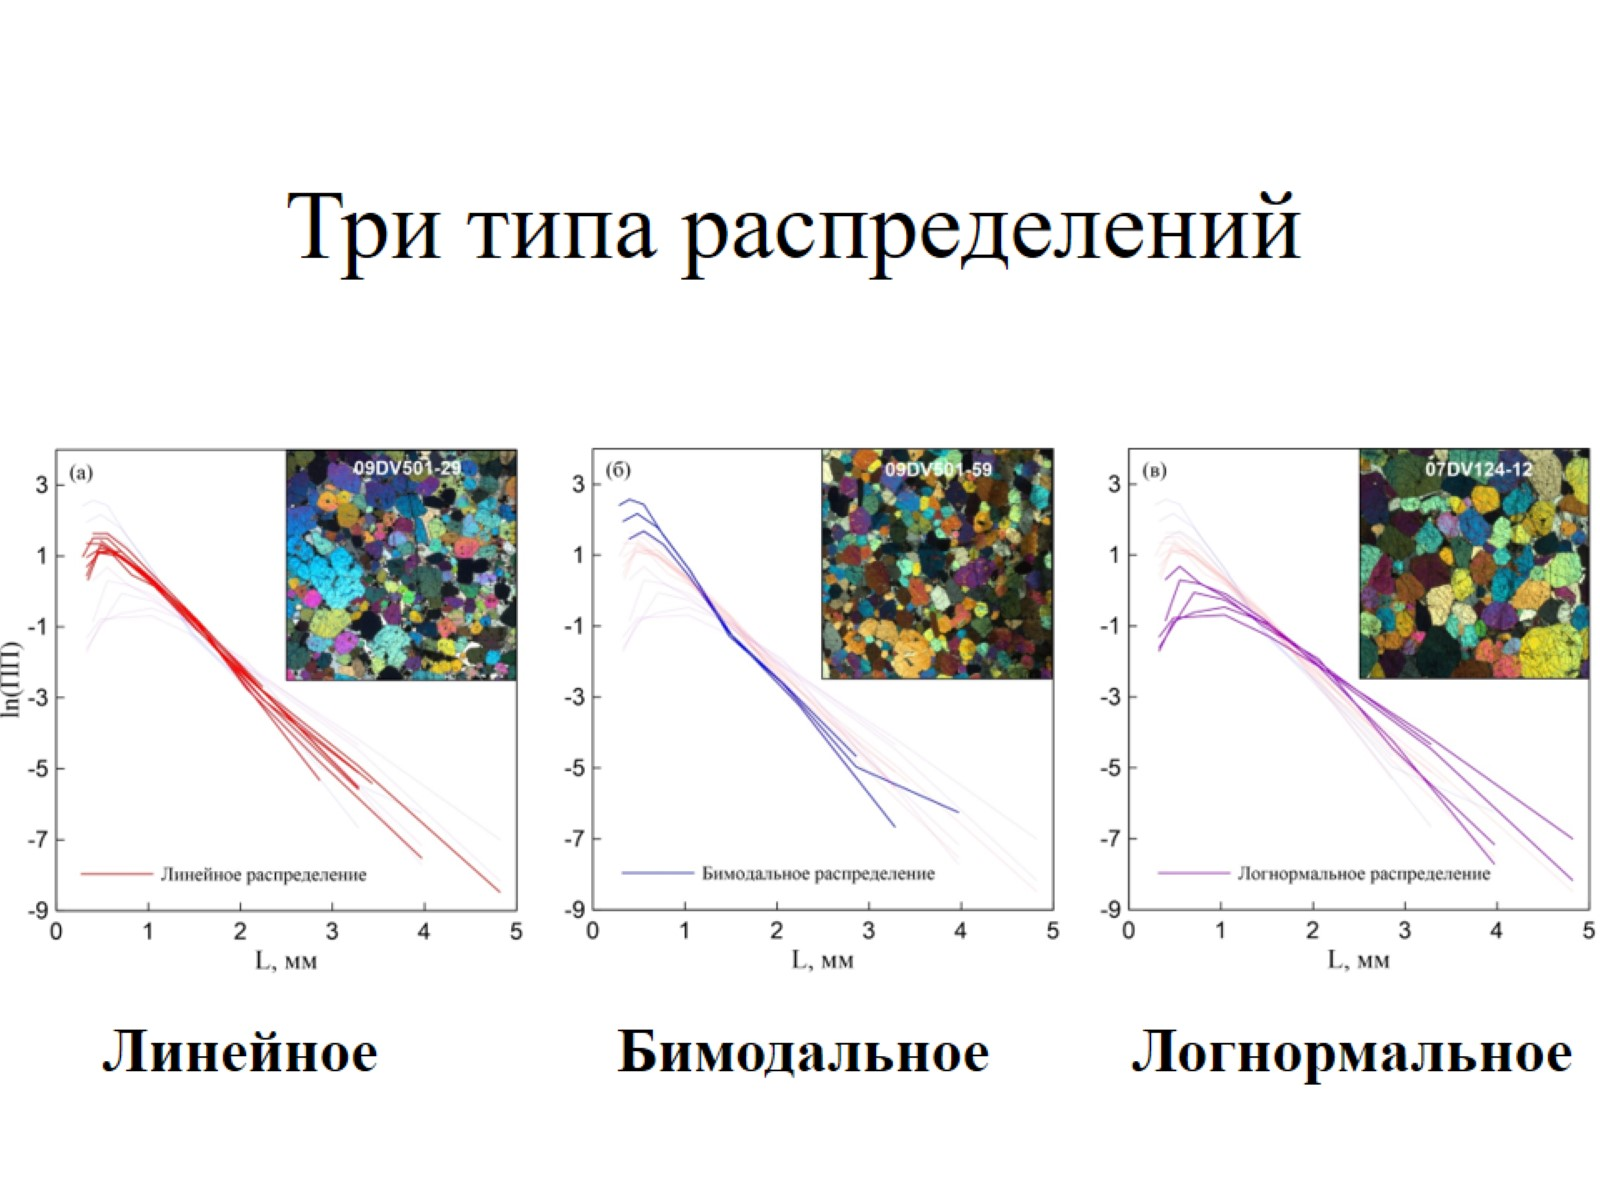 Три типа распределений
(а)
09DV501-29
3
1
-1
-3
-5
-7
-9
ln(ПП)
Линейное распределение
0 1 2 3 4 5
L, мм
(б)
09DV501-59
3
1
-1
-3
-5
-7
-9
Бимодальное распределение
0 1 2 3 4 5
L, мм
(в)
07DV124-12
3
1
-1
-3
-5
-7
-9
Логнормальное распределение
0 1 2 3 4 5
L, мм
Линейное
Бимодальное
Логнормальное